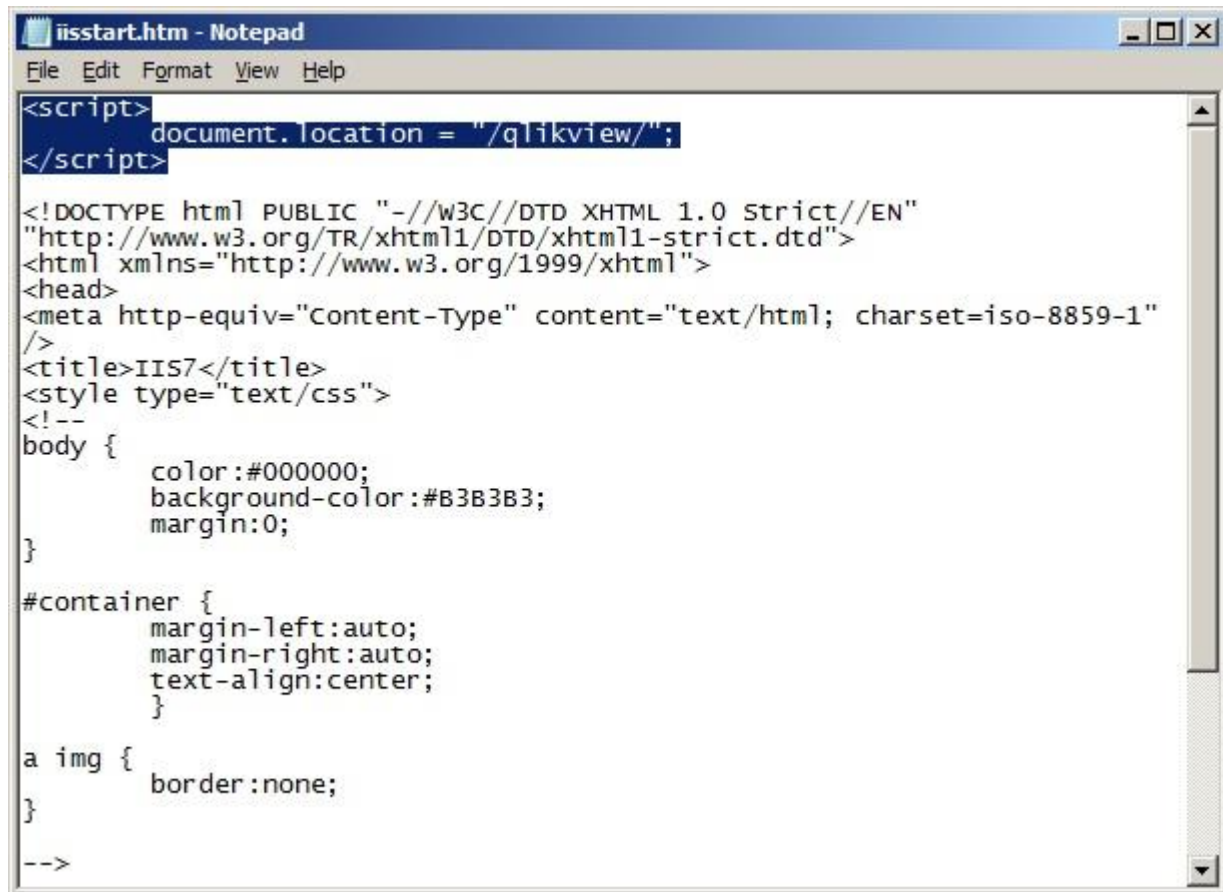 iisstart.htm - Notepad
File Edit Format View Help
<script>
        document.location = "/qlikview/";
</script>

<!DOCTYPE html PUBLIC "-//W3C//DTD XHTML 1.0 Strict//EN"
"http://www.w3.org/TR/xhtml1/DTD/xhtml1-strict.dtd">
<html xmlns="http://www.w3.org/1999/xhtml">
<head>
<meta http-equiv="Content-Type" content="text/html; charset=iso-8859-1"
/>
<title>IIS7</title>
<style type="text/css">
<!--
body {
        color:#000000;
        background-color:#B3B3B3;
        margin:0;
}

#container {
        margin-left:auto;
        margin-right:auto;
        text-align:center;
        }

a img {
        border:none;
}

-->